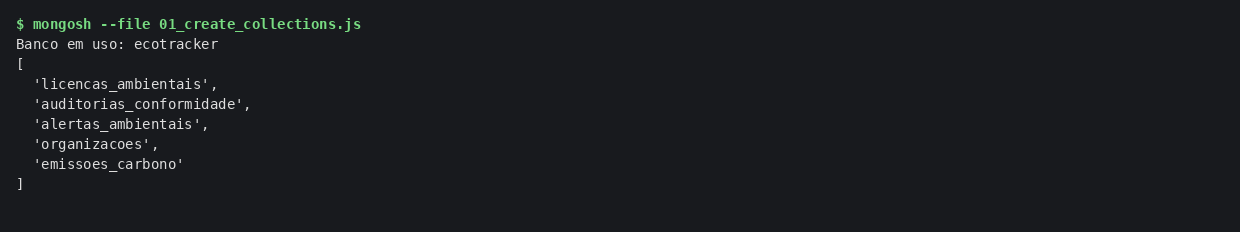 $ mongosh --file 01_create_collections.js
Banco em uso: ecotracker
[
  'licencas_ambientais',
  'auditorias_conformidade',
  'alertas_ambientais',
  'organizacoes',
  'emissoes_carbono'
]